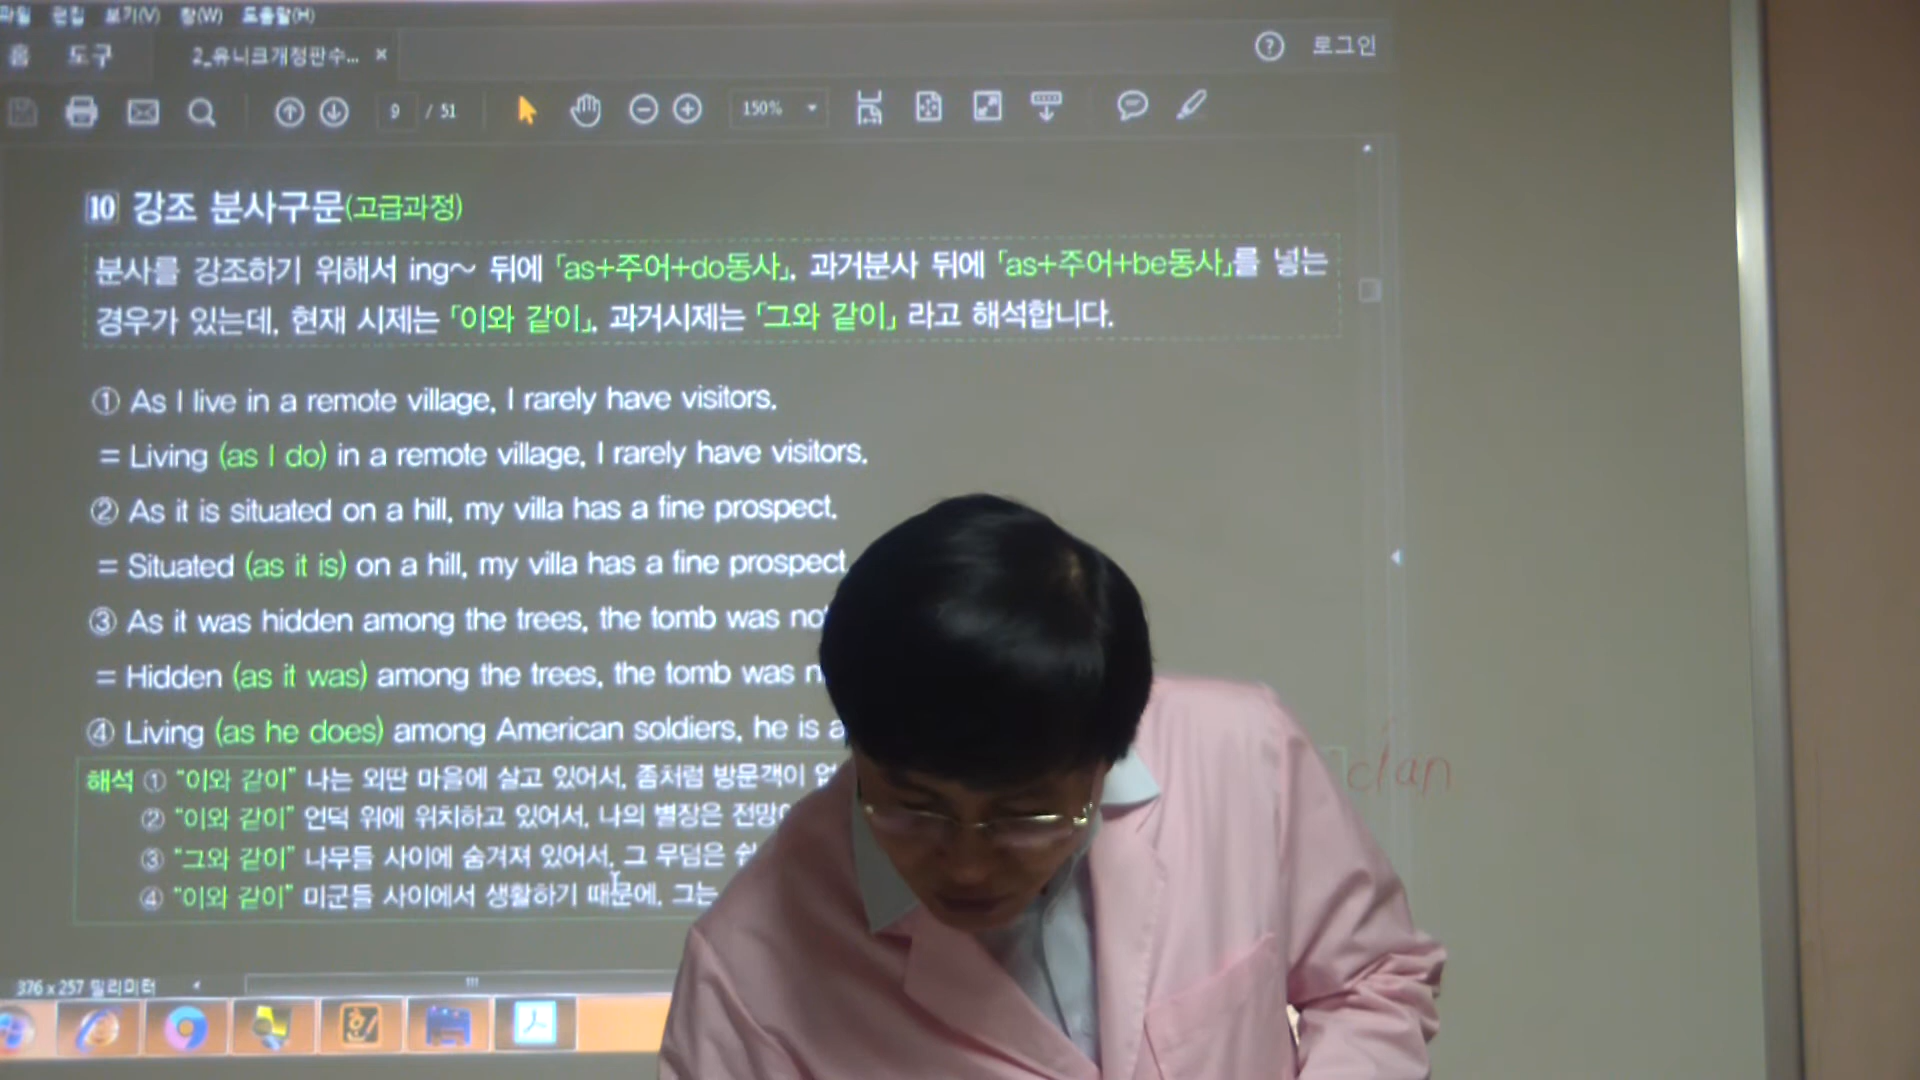 파일 편집 보기(V) 창(W) 도움말(H)
홈 도구 2_유니크개정판수... × ? 로그인
9 / 51 150%
10 강조 분사구문(고급과정)
분사를 강조하기 위해서 ing~ 뒤에 「as+주어+do동사」, 과거분사 뒤에 「as+주어+be동사」를 넣는
경우가 있는데, 현재 시제는 「이와 같이」, 과거시제는 「그와 같이」 라고 해석합니다.
① As I live in a remote village, I rarely have visitors.
= Living (as I do) in a remote village, I rarely have visitors.
② As it is situated on a hill, my villa has a fine prospect.
= Situated (as it is) on a hill, my villa has a fine prospect
③ As it was hidden among the trees, the tomb was
= Hidden (as it was) among the trees, the tomb was
④ Living (as he does) among American soldiers, he is
해석 ① “이와 같이” 나는 외딴 마을에 살고 있어서, 좀처럼 방문객이
② “이와 같이” 언덕 위에 위치하고 있어서, 나의 별장은
③ “그와 같이” 나무들 사이에 숨겨져 있어서, 그 무덤은
④ “이와 같이” 미군들 사이에서 생활하기 때문에, 그는
clan
376 x 257 밀리미터